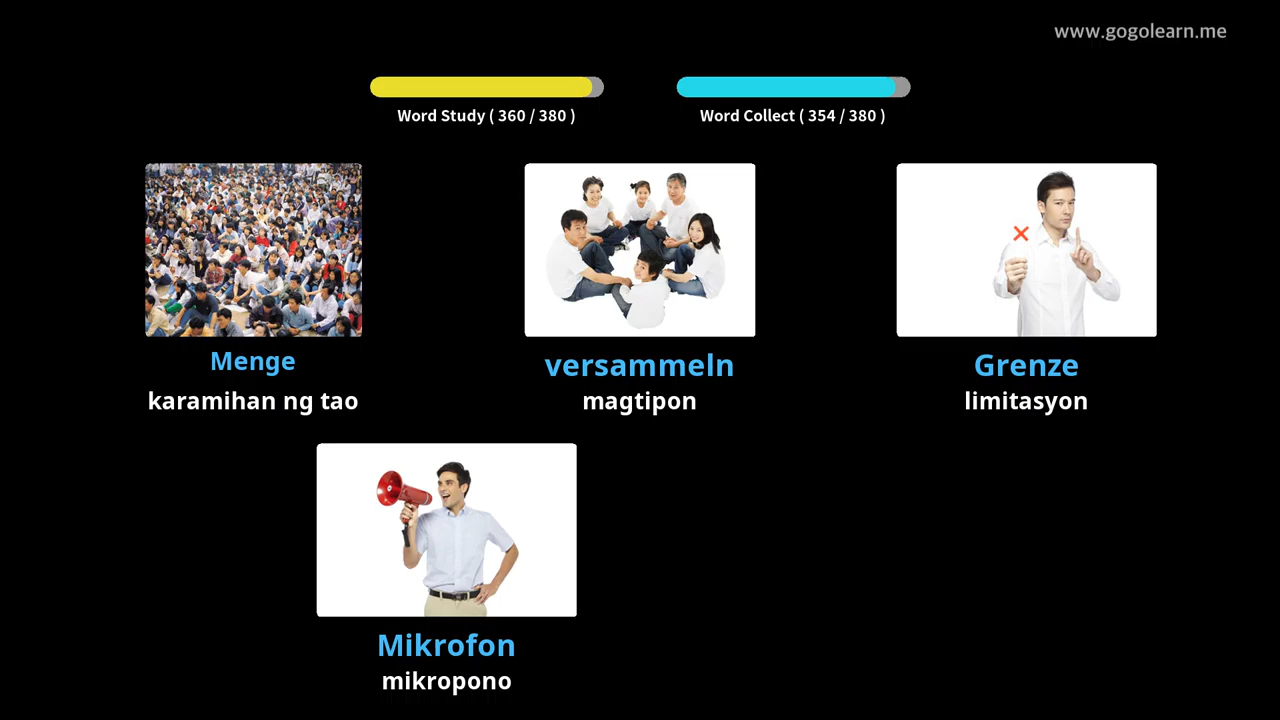 www.gogolearn.me
Word Study ( 360 / 380 )
Word Collect ( 354 / 380 )
Menge
karamihan ng tao
versammeln
magtipon
Grenze
limitasyon
Mikrofon
mikropono